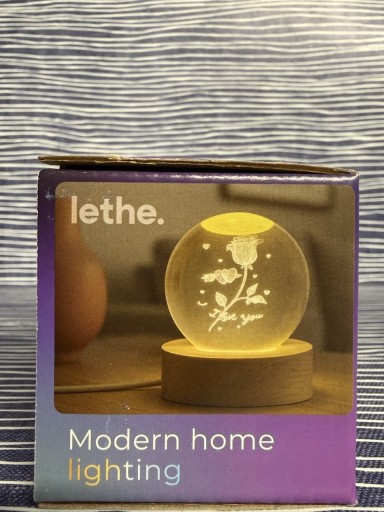 lethe.
I love you
Modern home
lighting